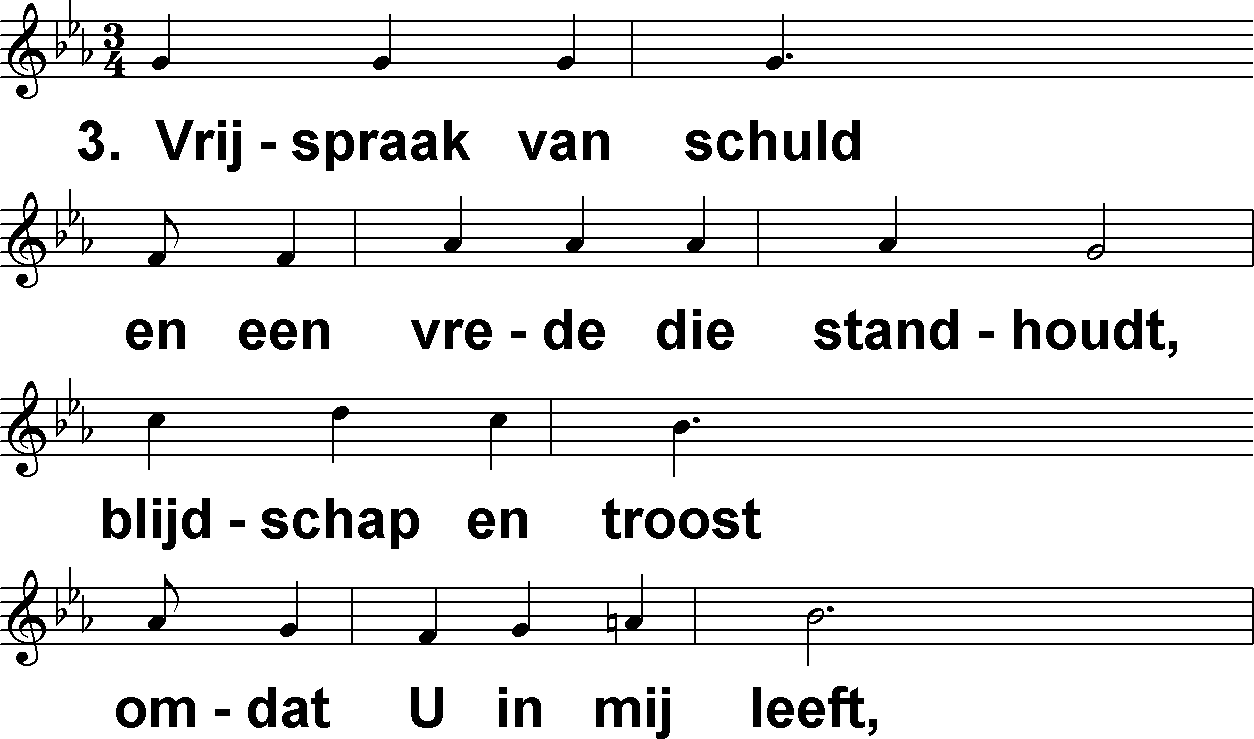 3. Vrij - spraak van schuld
en een vre - de die stand - houdt,
blijd - schap en troost
om - dat U in mij leeft,